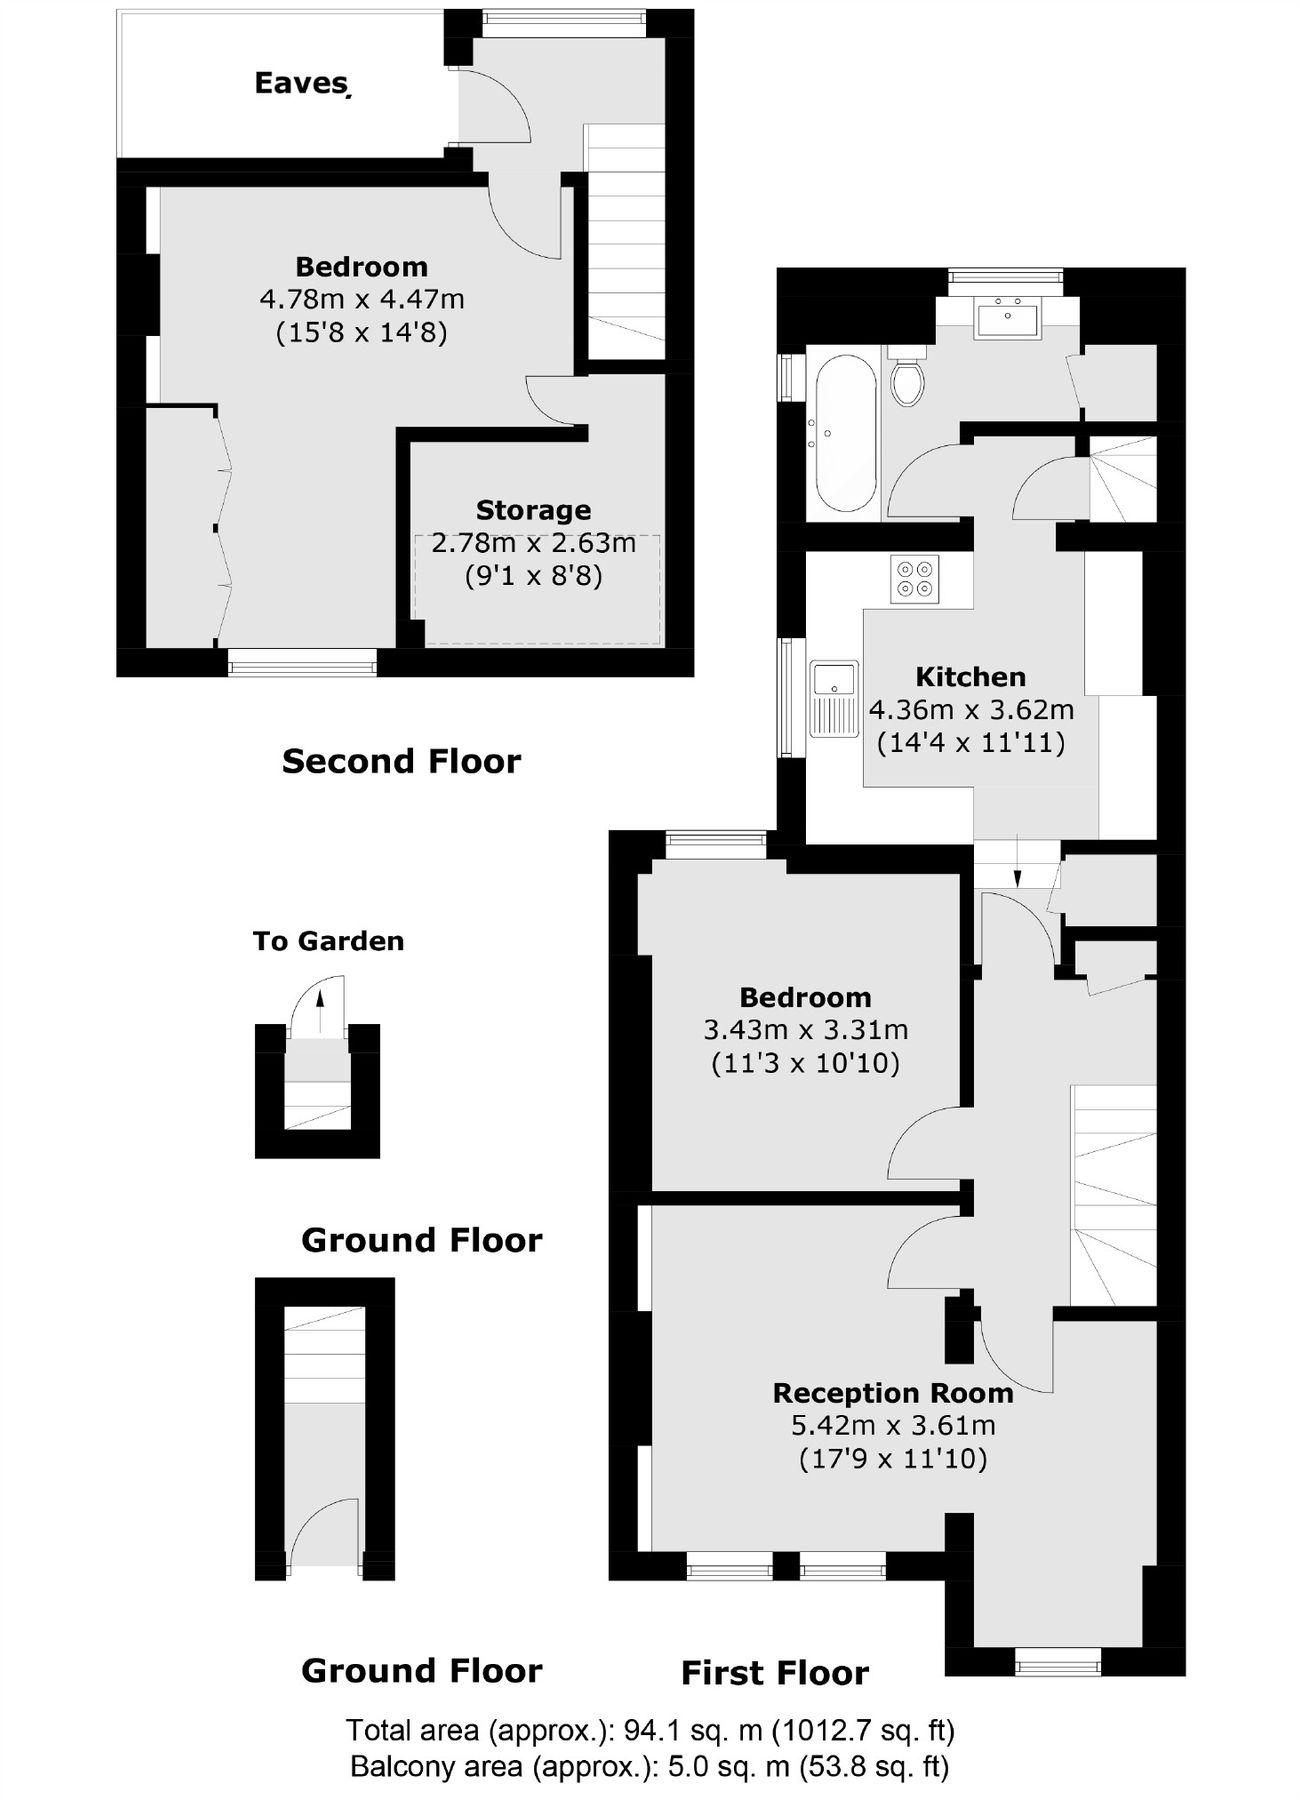 Eaves,
Bedroom
4.78m x 4.47m
(15'8 x 14'8)
Storage
2.78m x 2.63m
(9'1 x 8'8)
Second Floor
Kitchen
4.36m x 3.62m
(14'4 x 11'11)
To Garden
Bedroom
3.43m x 3.31m
(11'3 x 10'10)
Ground Floor
Reception Room
5.42m x 3.61m
(17'9 x 11'10)
Ground Floor
First Floor
Total area (approx.): 94.1 sq. m (1012.7 sq. ft)
Balcony area (approx.): 5.0 sq. m (53.8 sq. ft)